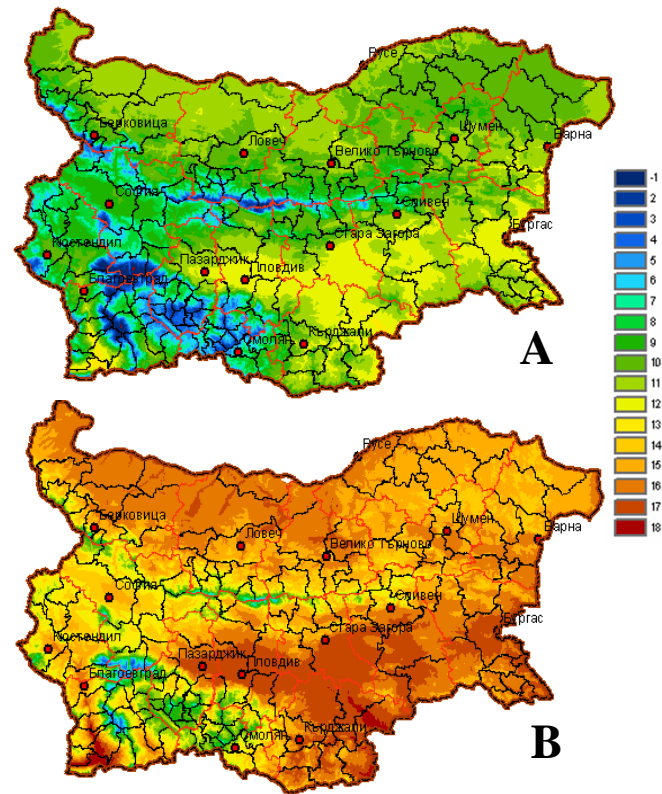 Русе
Берковица
Ловеч
Шумен
Варна
Велико Търново
София
Сливен
Бургас
Кюстендил
Стара Загора
Пазарджик
Пловдив
Благоевград
Кърджали
Смолян
A
-1
2
3
4
5
6
7
8
9
10
11
12
13
14
15
16
17
18
Русе
Берковица
Ловеч
Шумен
Варна
Велико Търново
София
Сливен
Бургас
Кюстендил
Стара Загора
Пазарджик
Пловдив
Благоевград
Кърджали
Смолян
B